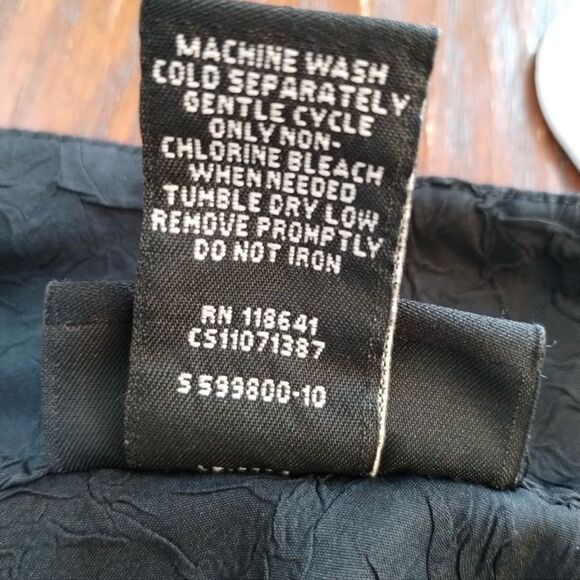 MACHINE WASH
COLD SEPARATELY
GENTLE CYCLE
ONLY NON-
CHLORINE BLEACH
WHEN NEEDED
TUMBLE DRY LOW
REMOVE PROMPTLY
DO NOT IRON
RN 118641
CS11071387
S 599800-10